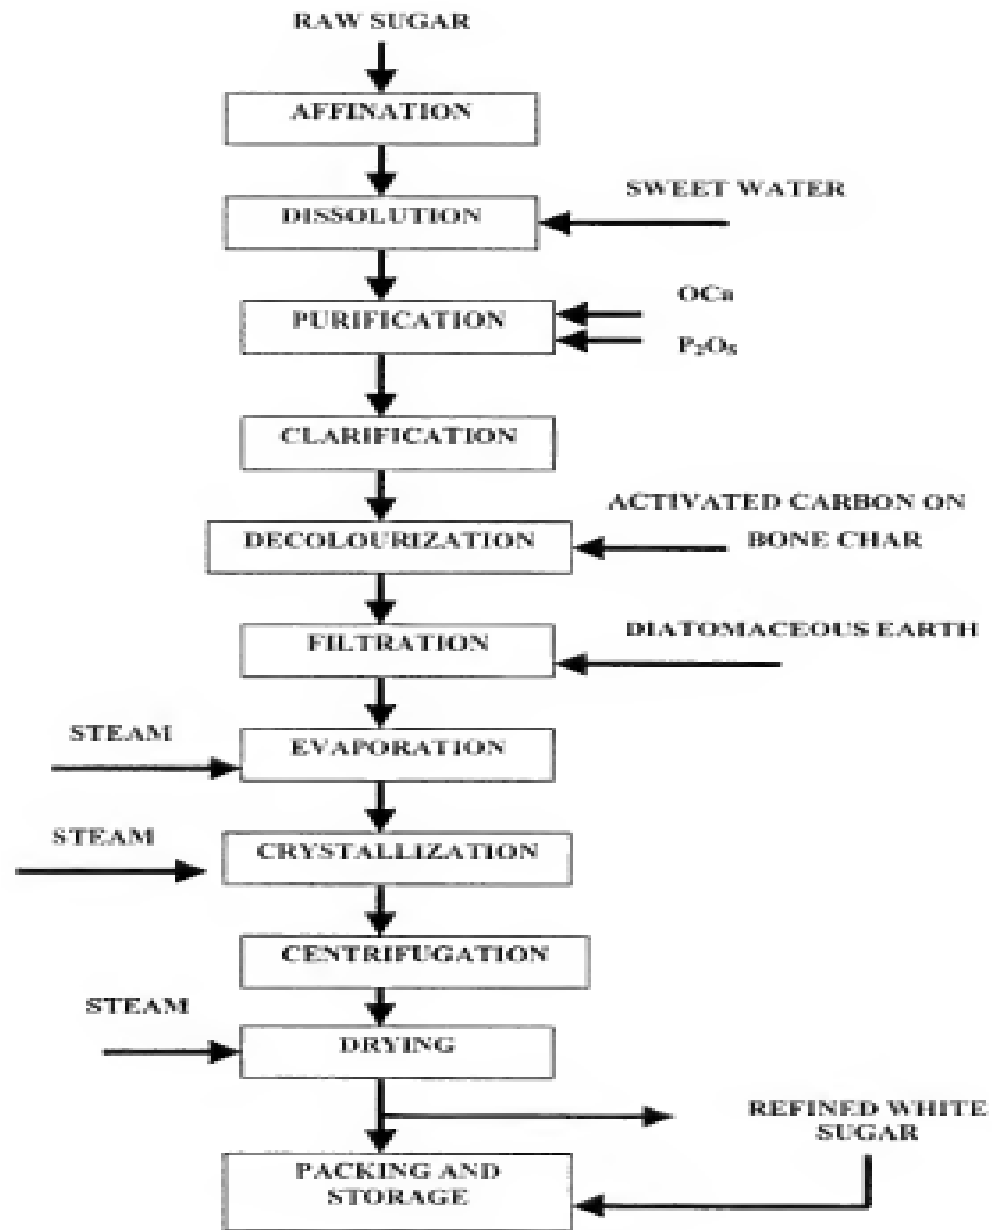 RAW SUGAR
AFFINATION
SWEET WATER
DISSOLUTION
OCa
PURIFICATION
P₂O₅
CLARIFICATION
ACTIVATED CARBON ON
DECOLOURIZATION
BONE CHAR
DIATOMACEOUS EARTH
FILTRATION
STEAM
EVAPORATION
STEAM
CRYSTALLIZATION
CENTRIFUGATION
STEAM
DRYING
REFINED WHITE
SUGAR
PACKING AND
STORAGE